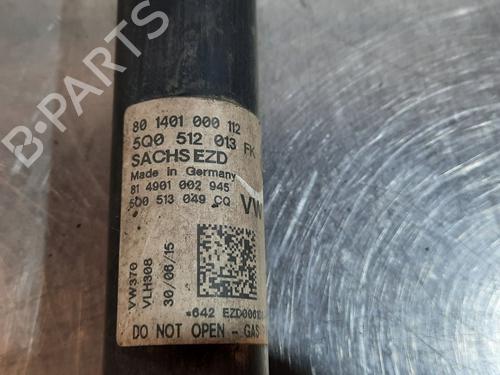 80 1401 000 112
5Q0 512 013 FK
SACHS EZD
Made in Germany
81 4901 002 945
5Q0 513 049 CQ
VW
VW370
VLH308
30/06/15
DO NOT OPEN - GAS
B-PARTS